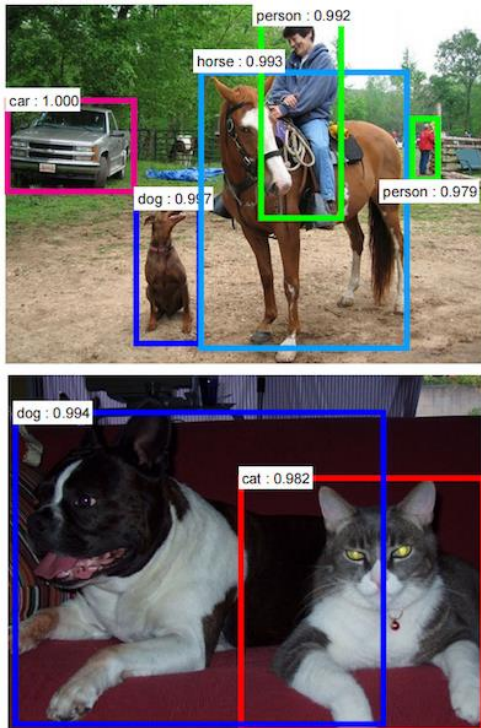 person : 0.992
horse : 0.993
car : 1.000
dog : 0.997
person : 0.979
dog : 0.994
cat : 0.982